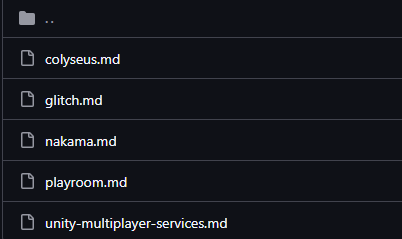 ..
colyseus.md
glitch.md
nakama.md
playroom.md
unity-multiplayer-services.md